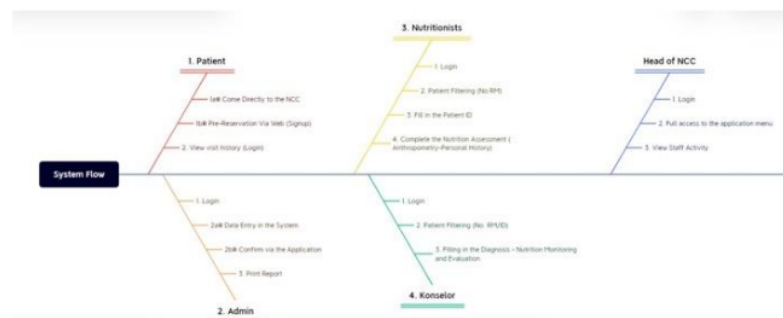 System Flow
1. Patient
1a# Come Directly to the NCC
1b# Pre-Reservation Via Web (Signup)
2. View visit history (Login)
2. Admin
1. Login
2a# Data Entry in the System
2b# Confirm via the Application
3. Print Report
3. Nutritionists
1. Login
2. Patient Filtering (No.RM)
3. Fill in the Patient ID
4. Complete the Nutrition Assessment (
Anthropometry-Personal History)
4. Konselor
1. Login
2. Patient Filtering (No. RM/ID)
3. Filling in the Diagnosis - Nutrition Monitoring
and Evaluation
Head of NCC
1. Login
2. Full access to the application menu
3. View Staff Activity